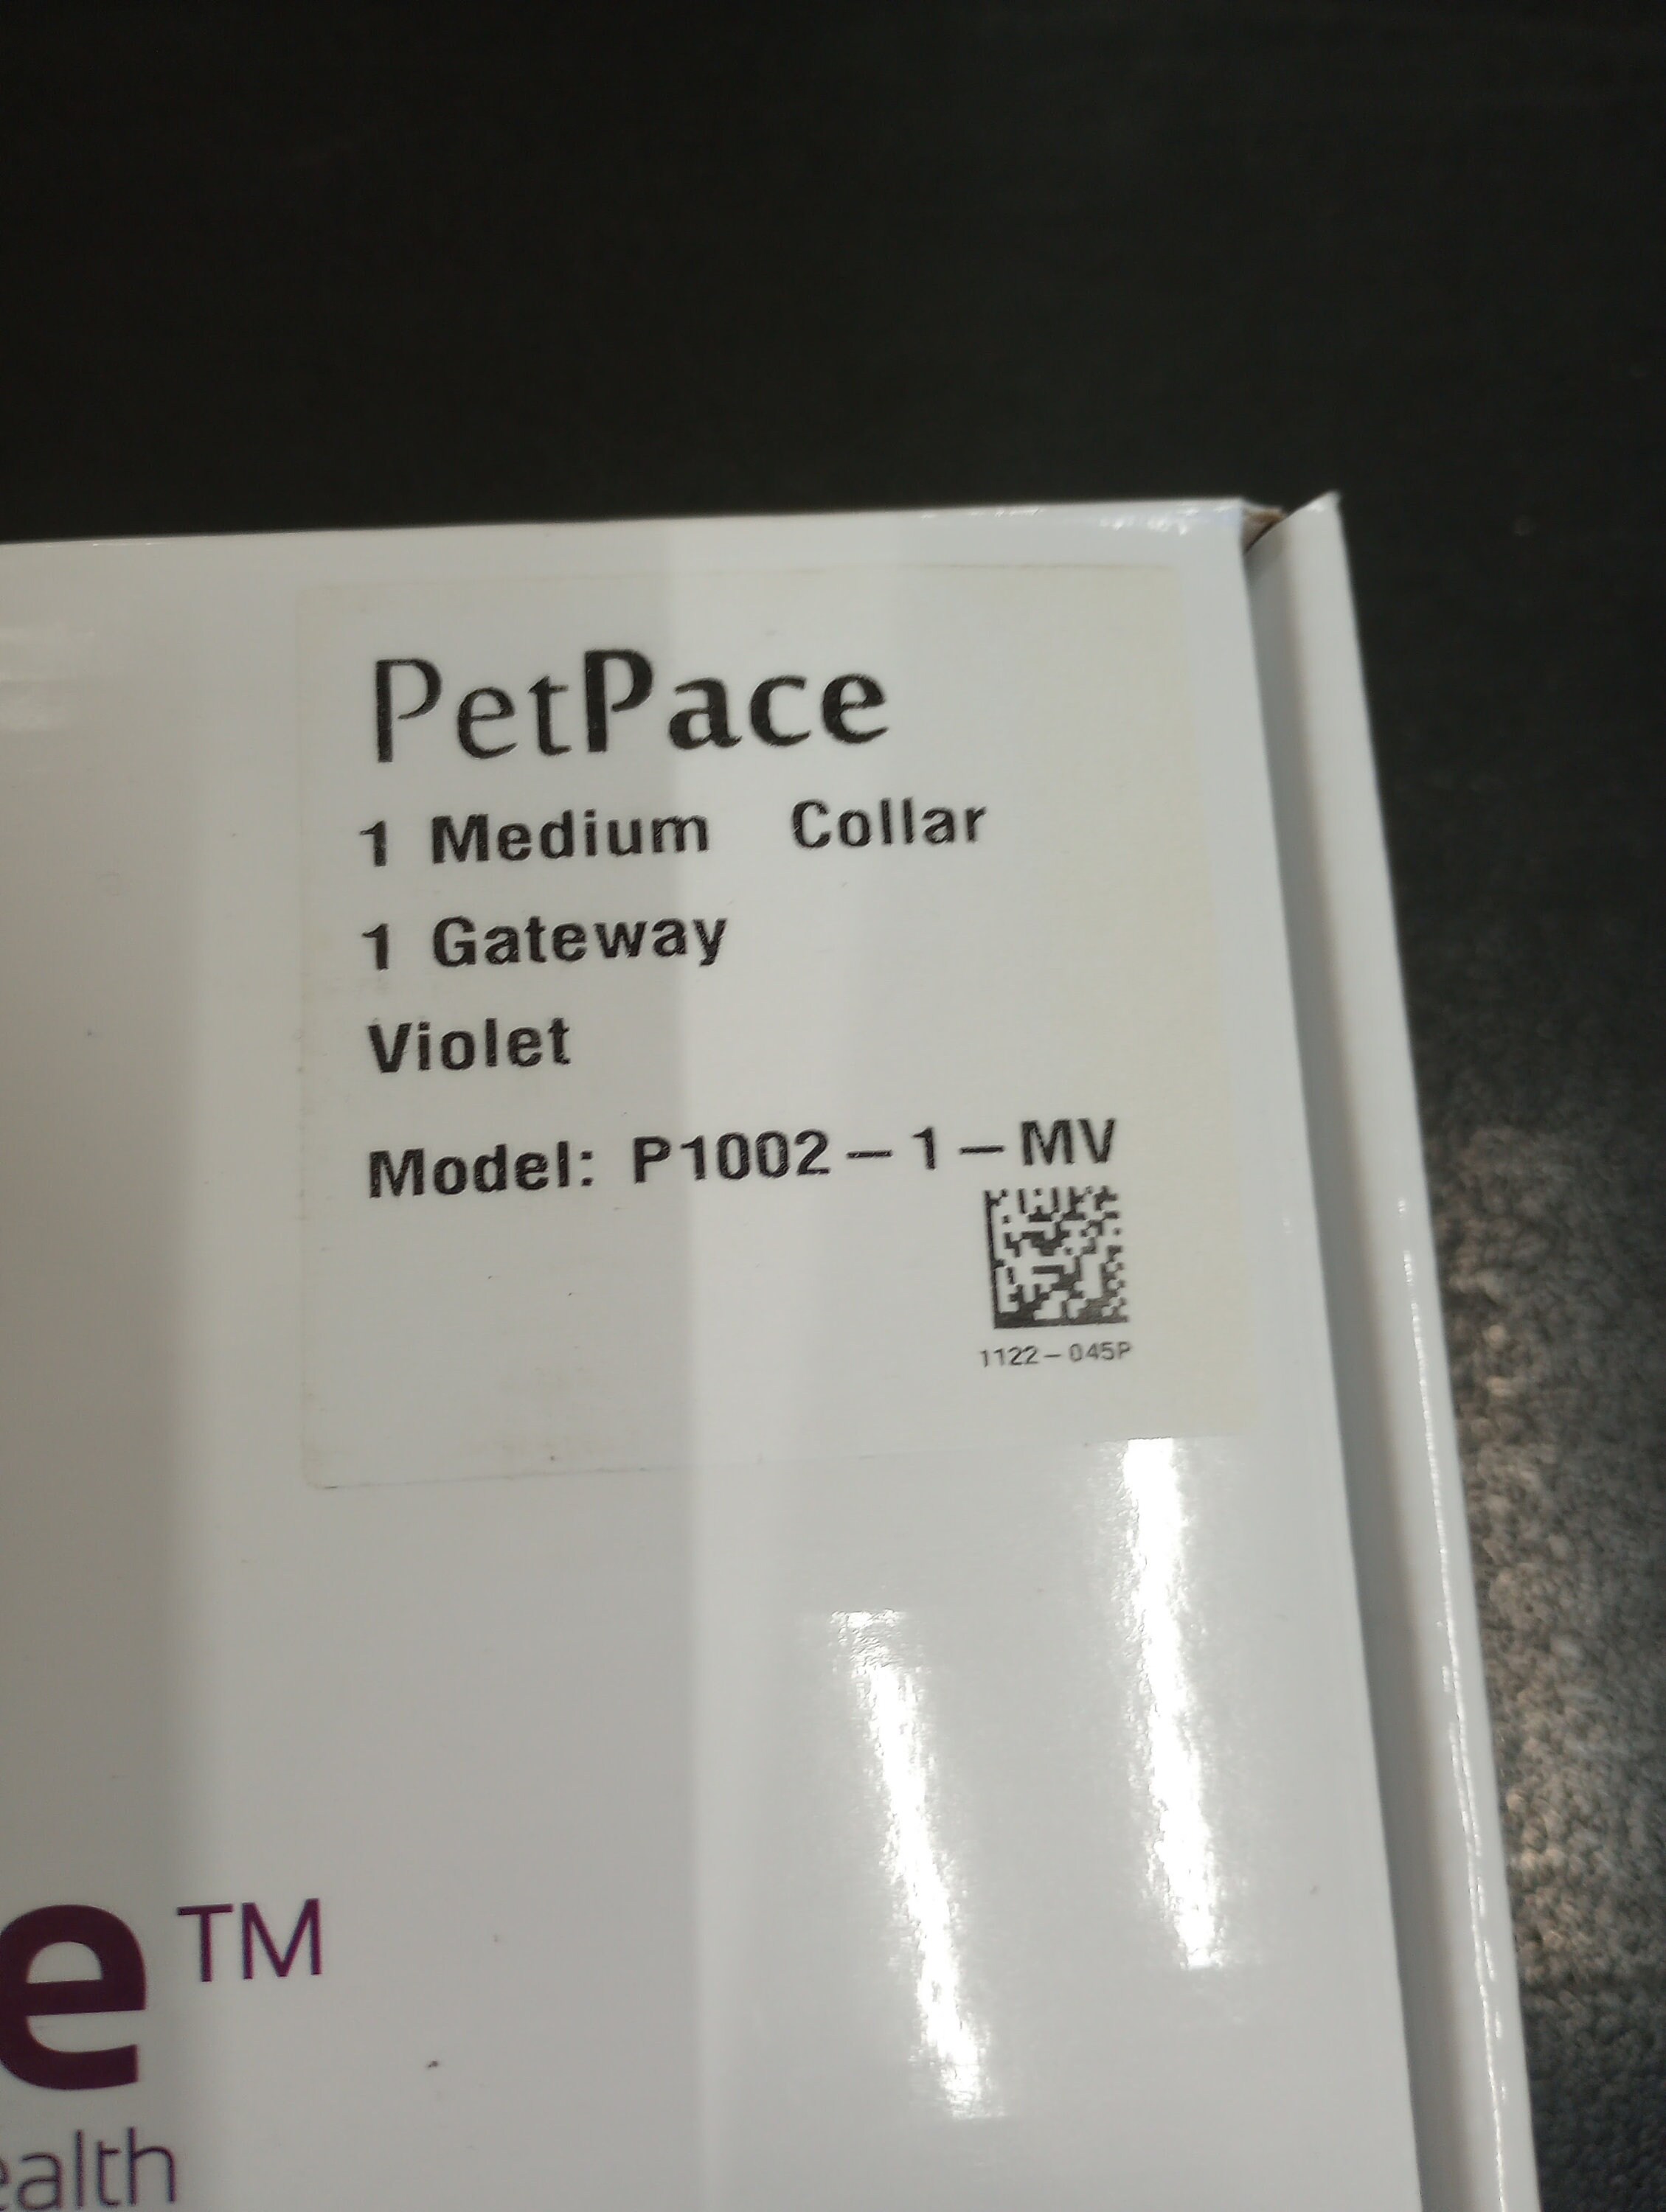 PetPace
1 Medium Collar
1 Gateway
Violet
Model: P1002-1-MV
1122-045P
e™
ealth